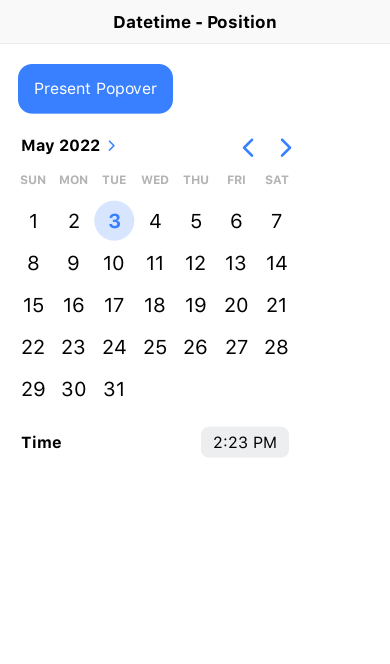 Datetime - Position
Present Popover
May 2022
SUN MON TUE WED THU FRI SAT
1 2 3 4 5 6 7
8 9 10 11 12 13 14
15 16 17 18 19 20 21
22 23 24 25 26 27 28
29 30 31
Time 2:23 PM